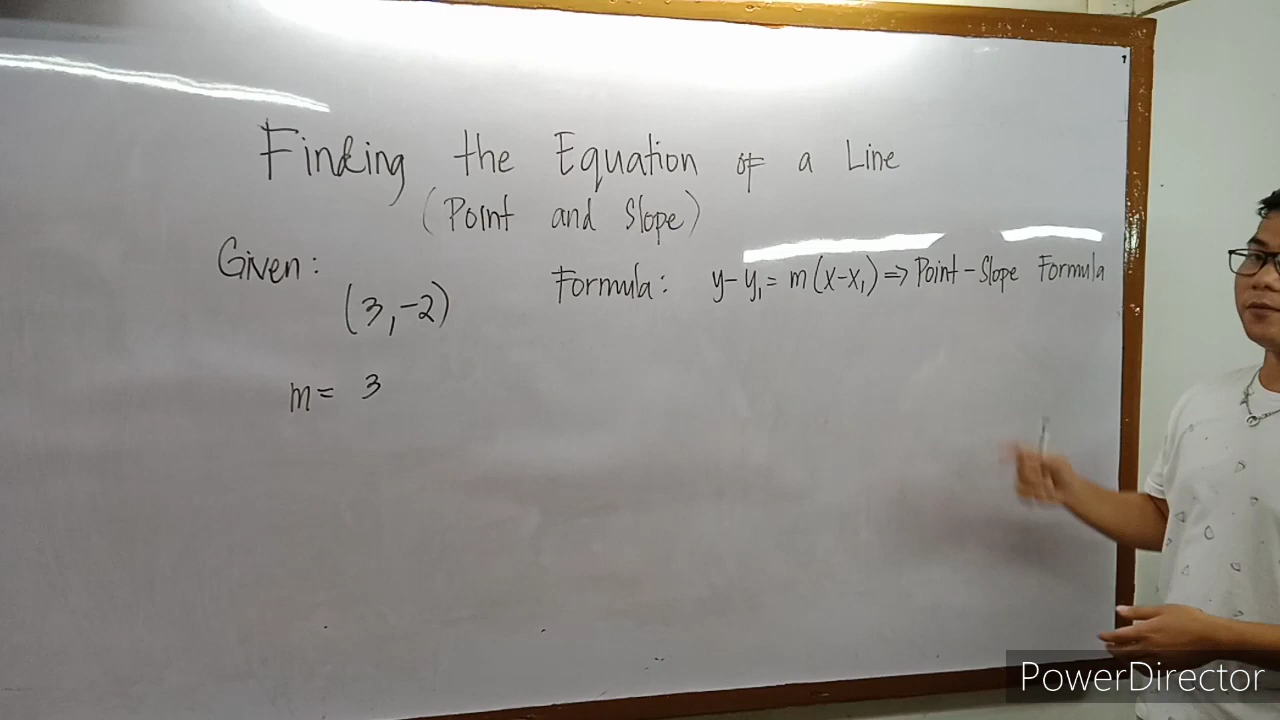 Finding the Equation of a Line
(Point and Slope)
Given:
(3,-2)
m= 3
Formula: y-y₁= m(x-x₁) ⇒ Point-Slope Formula
PowerDirector